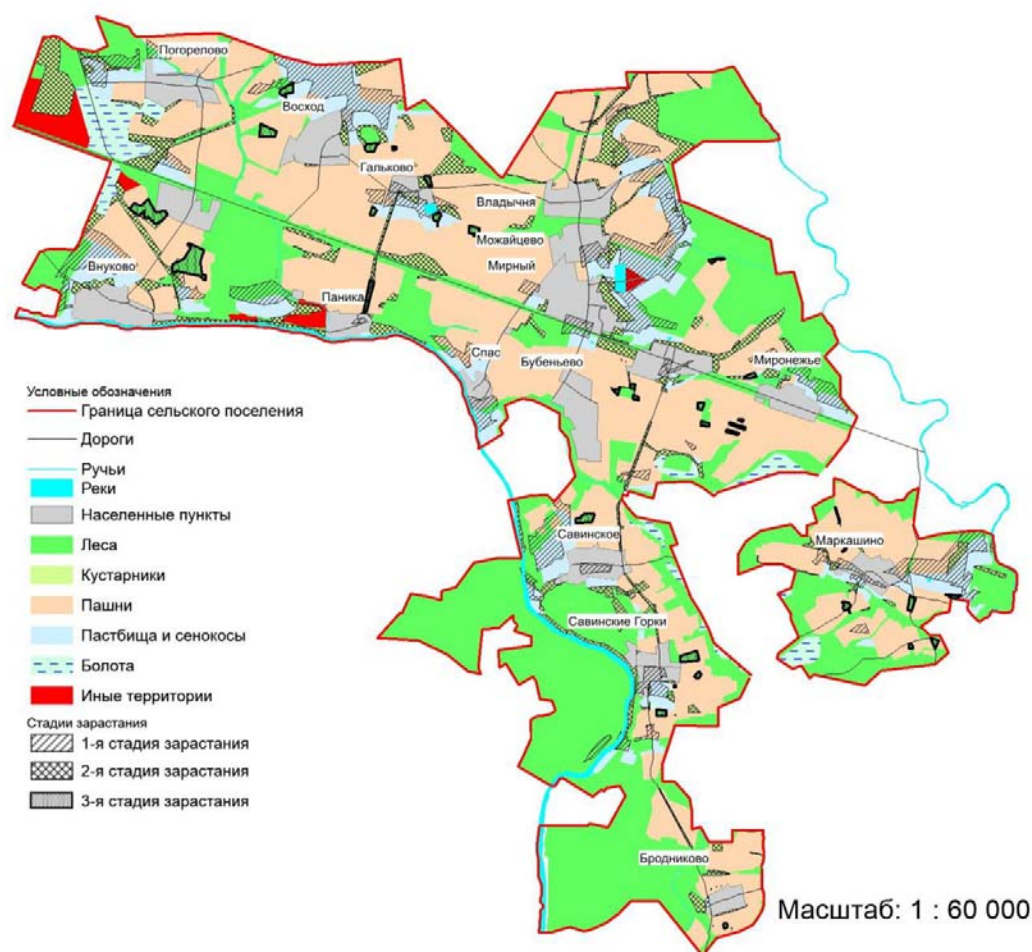 Погорелово
Восход
Гальково
Владычня
Можайцево
Мирный
Внуково
Паника
Спас
Бубеньево
Миронежье
Условные обозначения
Граница сельского поселения
Дороги
Ручьи
Реки
Населенные пункты
Леса
Кустарники
Пашни
Пастбища и сенокосы
Болота
Иные территории
Стадии зарастания
1-я стадия зарастания
2-я стадия зарастания
3-я стадия зарастания
Савинское
Маркашино
Савинские Горки
Бродниково
Масштаб: 1 : 60 000